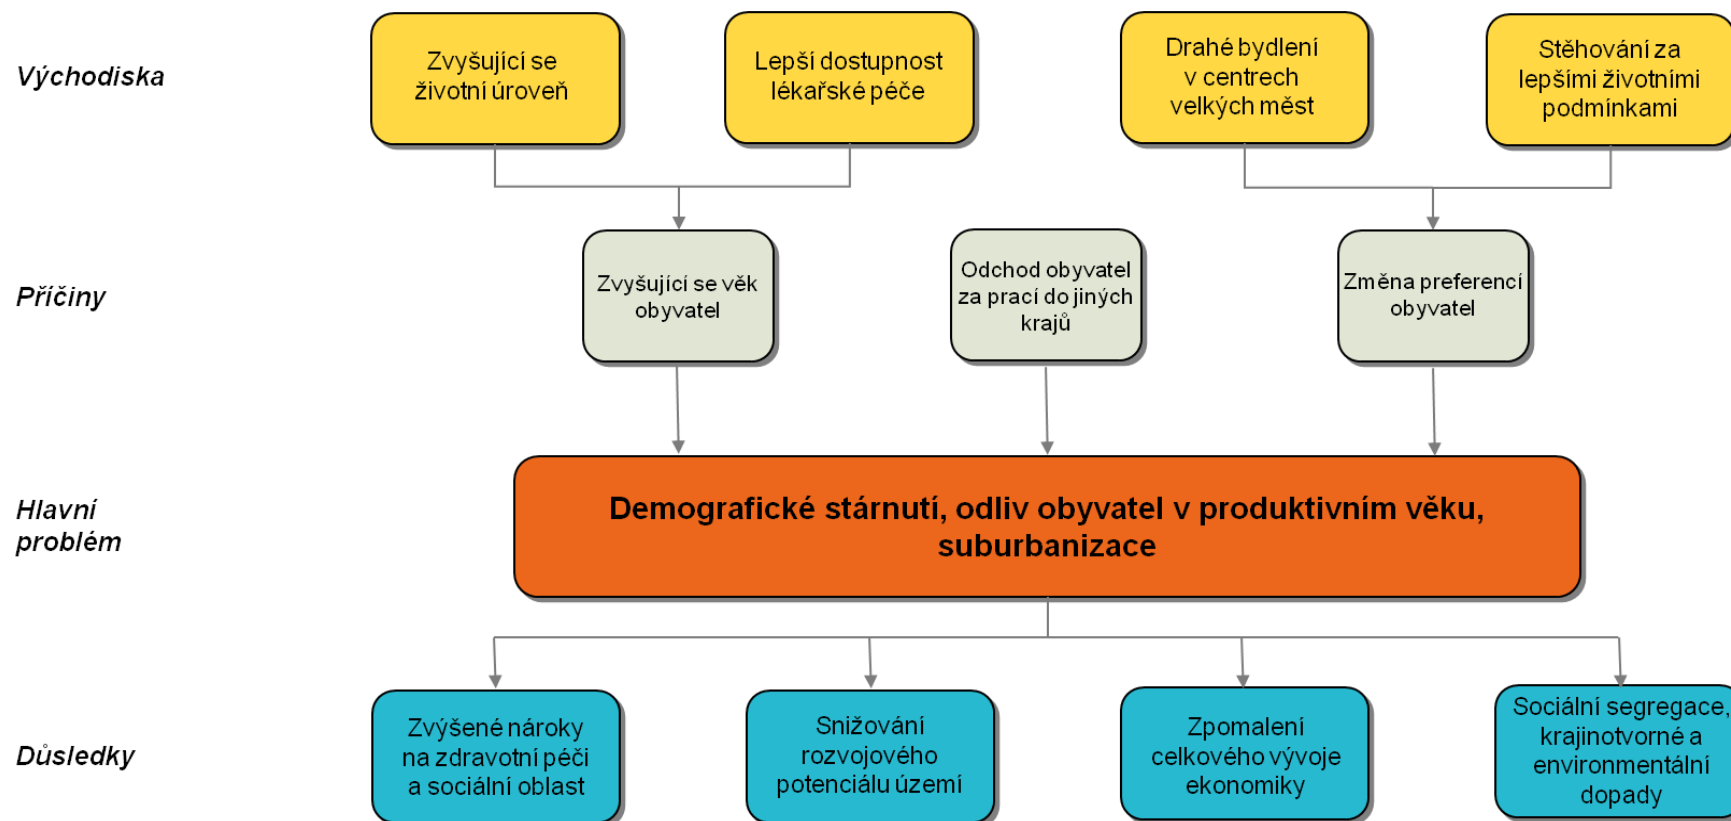 Východiska
Zvyšující se
životní úroveň
Lepší dostupnost
lékařské péče
Drahé bydlení
v centrech
velkých měst
Stěhování za
lepšími životními
podmínkami
Příčiny
Zvyšující se věk
obyvatel
Odchod obyvatel
za prací do jiných
krajů
Změna preferencí
obyvatel
Hlavní
problém
Demografické stárnutí, odliv obyvatel v produktivním věku,
suburbanizace
Důsledky
Zvýšené nároky
na zdravotní péči
a sociální oblast
Snižování
rozvojového
potenciálu území
Zpomalení
celkového vývoje
ekonomiky
Sociální segregace,
krajinotvorné a
environmentální
dopady